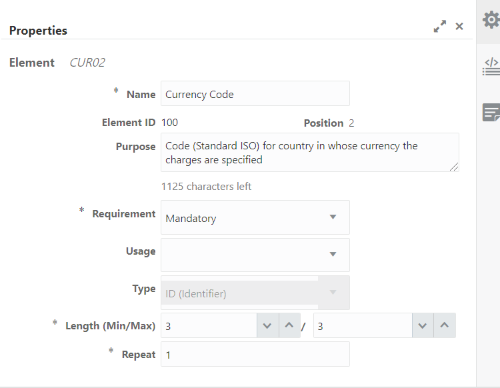 Properties
Element CUR02
* Name Currency Code
Element ID 100 Position 2
Purpose Code (Standard ISO) for country in whose currency the
charges are specified
1125 characters left
* Requirement Mandatory
Usage
Type ID (Identifier)
* Length (Min/Max) 3 / 3
* Repeat 1